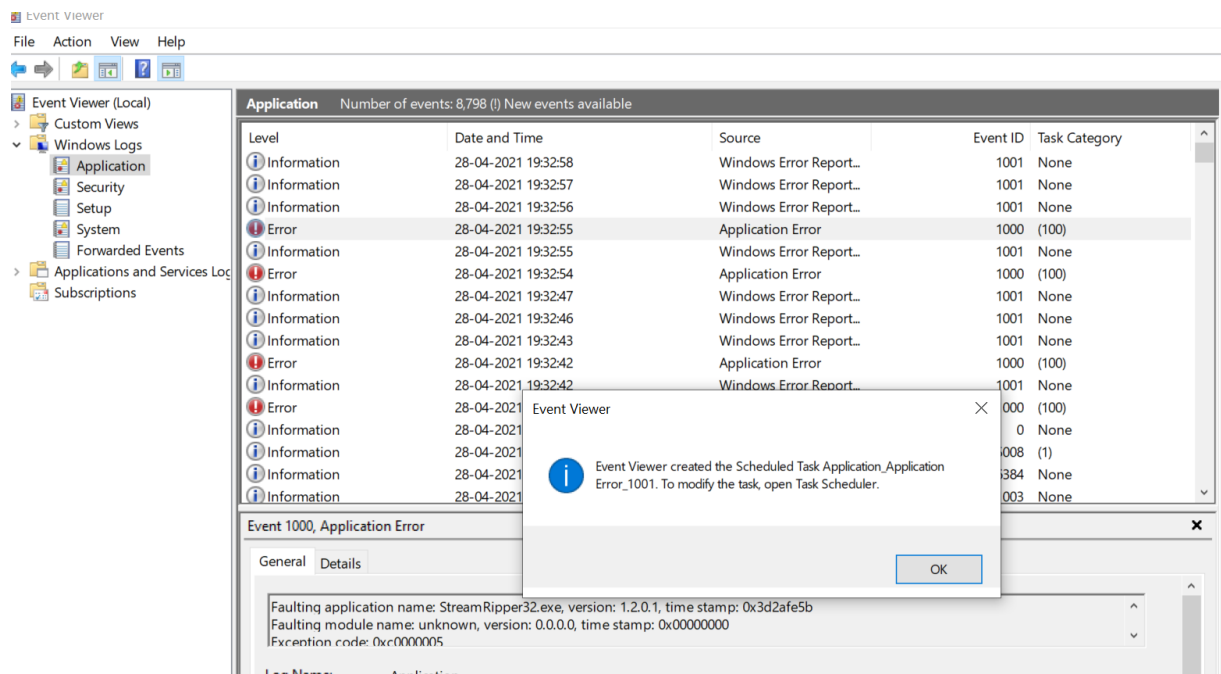 Event Viewer
File Action View Help
Event Viewer (Local)
Custom Views
Windows Logs
Application
Security
Setup
System
Forwarded Events
Applications and Services Log
Subscriptions
Application Number of events: 8,798 (!) New events available
Level Date and Time Source Event ID Task Category
Information 28-04-2021 19:32:58 Windows Error Report... 1001 None
Information 28-04-2021 19:32:57 Windows Error Report... 1001 None
Information 28-04-2021 19:32:56 Windows Error Report... 1001 None
Error 28-04-2021 19:32:55 Application Error 1000 (100)
Information 28-04-2021 19:32:55 Windows Error Report... 1001 None
Error 28-04-2021 19:32:54 Application Error 1000 (100)
Information 28-04-2021 19:32:47 Windows Error Report... 1001 None
Information 28-04-2021 19:32:46 Windows Error Report... 1001 None
Information 28-04-2021 19:32:43 Windows Error Report... 1001 None
Error 28-04-2021 19:32:42 Application Error 1000 (100)
Information 28-04-2021 19:32:42 Windows Error Report... 1001 None
Error 28-04-2021 000 (100)
Information 28-04-2021 0 None
Information 28-04-2021 008 (1)
Information 28-04-2021 384 None
Information 28-04-2021 003 None
Event Viewer
Event Viewer created the Scheduled Task Application_Application
Error_1001. To modify the task, open Task Scheduler.
OK
Event 1000, Application Error
General Details
Faulting application name: StreamRipper32.exe, version: 1.2.0.1, time stamp: 0x3d2afe5b
Faulting module name: unknown, version: 0.0.0.0, time stamp: 0x00000000
Exception code: 0xc0000005
Log Name: Application